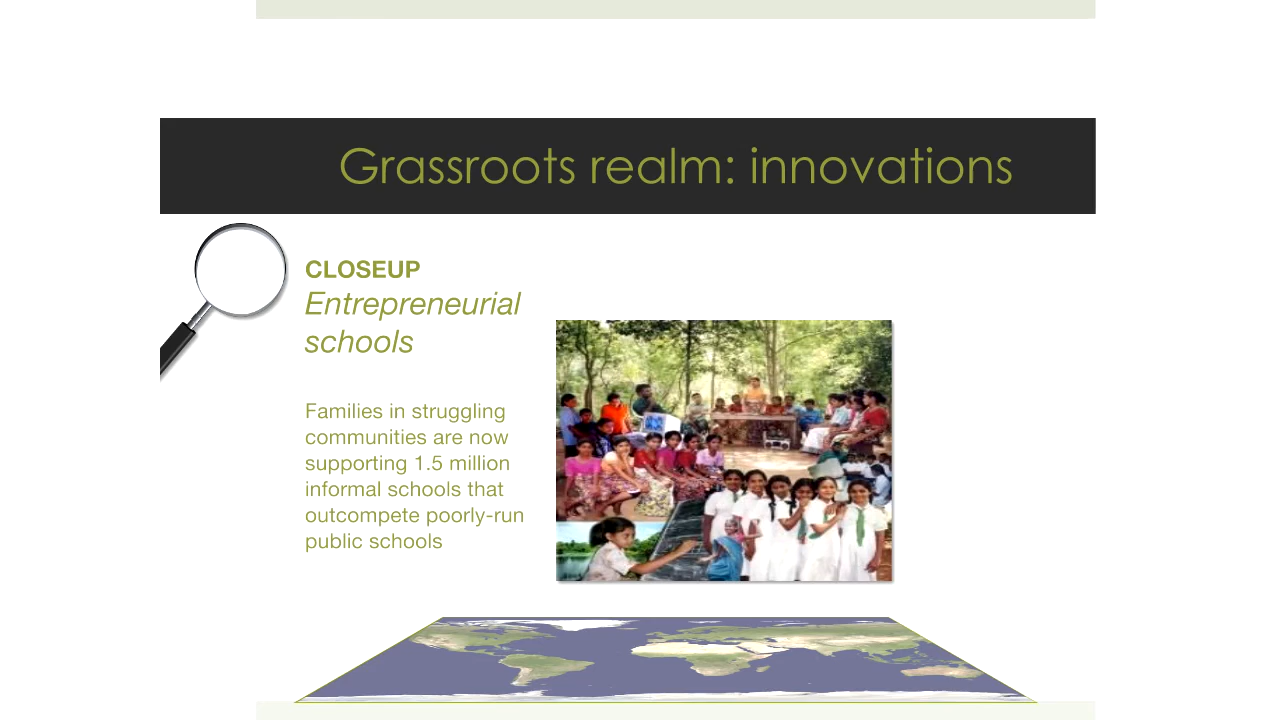 Grassroots realm: innovations
CLOSEUP
Entrepreneurial
schools
Families in struggling
communities are now
supporting 1.5 million
informal schools that
outcompete poorly-run
public schools